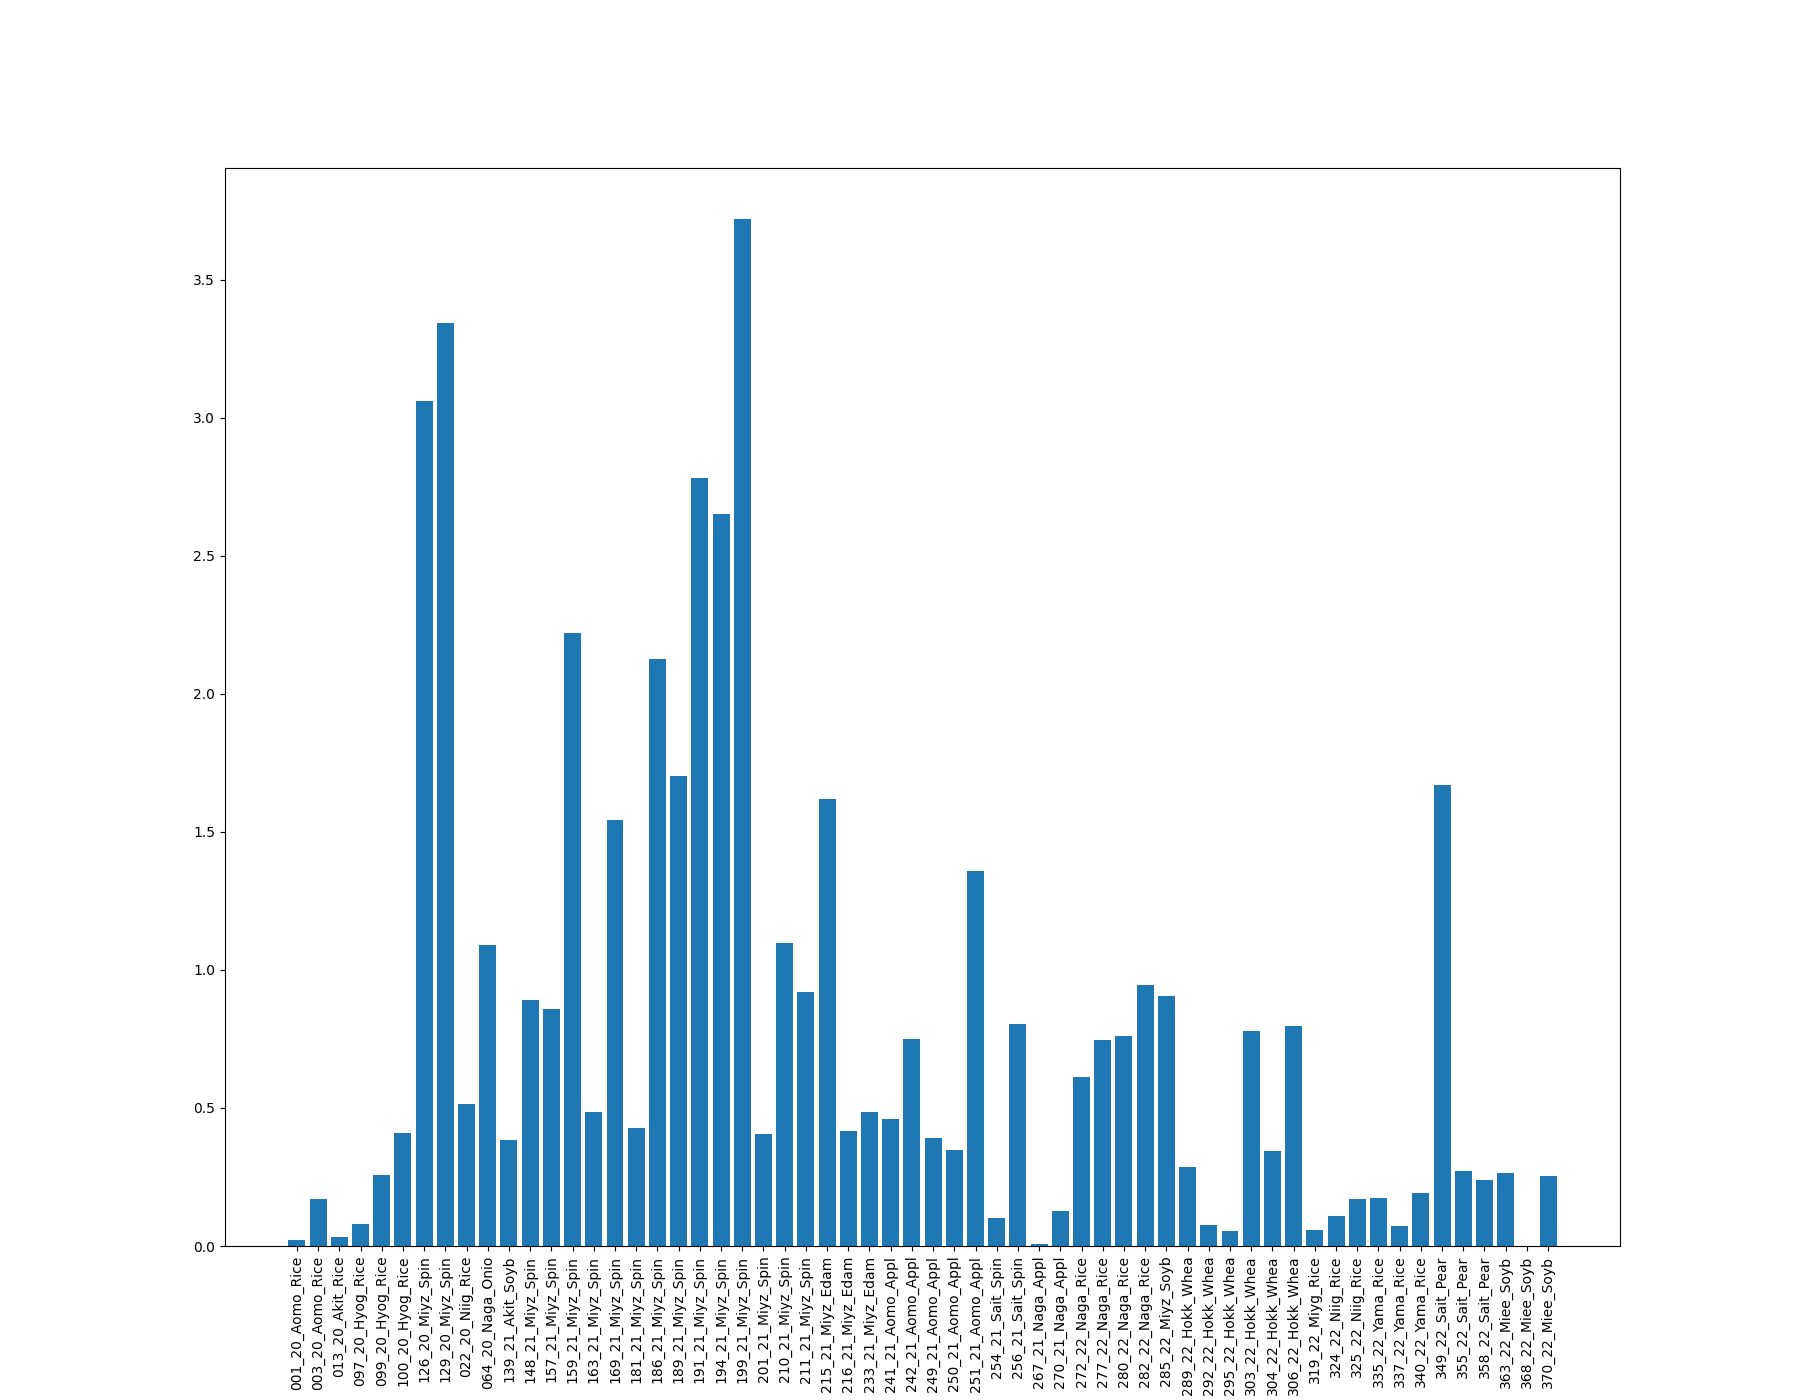 3.5
3.0
2.5
2.0
1.5
1.0
0.5
0.0
001_20_Aomo_Rice
003_20_Aomo_Rice
013_20_Akit_Rice
097_20_Hyog_Rice
099_20_Hyog_Rice
100_20_Hyog_Rice
126_20_Miyz_Spin
129_20_Miyz_Spin
022_20_Niig_Rice
064_20_Naga_Onio
139_21_Akit_Soyb
148_21_Miyz_Spin
157_21_Miyz_Spin
159_21_Miyz_Spin
163_21_Miyz_Spin
169_21_Miyz_Spin
181_21_Miyz_Spin
186_21_Miyz_Spin
189_21_Miyz_Spin
191_21_Miyz_Spin
194_21_Miyz_Spin
199_21_Miyz_Spin
201_21_Miyz_Spin
210_21_Miyz_Spin
211_21_Miyz_Spin
215_21_Miyz_Edam
216_21_Miyz_Edam
233_21_Miyz_Edam
241_21_Aomo_Appl
242_21_Aomo_Appl
249_21_Aomo_Appl
250_21_Aomo_Appl
251_21_Aomo_Appl
254_21_Sait_Spin
256_21_Sait_Spin
267_21_Naga_Appl
270_21_Naga_Appl
272_22_Naga_Rice
277_22_Naga_Rice
280_22_Naga_Rice
282_22_Naga_Rice
285_22_Miyz_Soyb
289_22_Hokk_Whea
292_22_Hokk_Whea
295_22_Hokk_Whea
303_22_Hokk_Whea
304_22_Hokk_Whea
306_22_Hokk_Whea
319_22_Miyg_Rice
324_22_Niig_Rice
325_22_Niig_Rice
335_22_Yama_Rice
337_22_Yama_Rice
340_22_Yama_Rice
349_22_Sait_Pear
355_22_Sait_Pear
358_22_Sait_Pear
363_22_Miee_Soyb
368_22_Miee_Soyb
370_22_Miee_Soyb